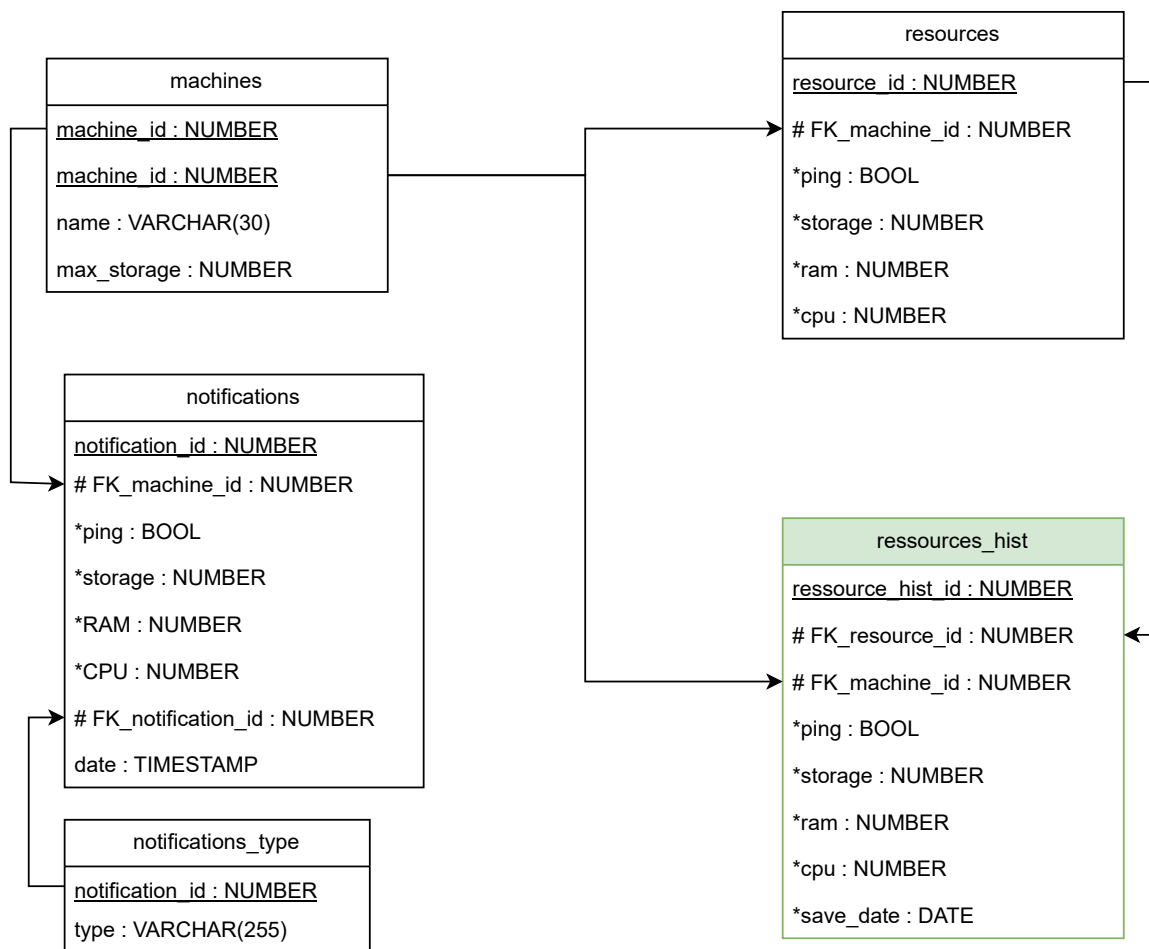 machines
machine_id : NUMBER
machine_id : NUMBER
name : VARCHAR(30)
max_storage : NUMBER
notifications
notification_id : NUMBER
# FK_machine_id : NUMBER
*ping : BOOL
*storage : NUMBER
*RAM : NUMBER
*CPU : NUMBER
# FK_notification_id : NUMBER
date : TIMESTAMP
notifications_type
notification_id : NUMBER
type : VARCHAR(255)
resources
resource_id : NUMBER
# FK_machine_id : NUMBER
*ping : BOOL
*storage : NUMBER
*ram : NUMBER
*cpu : NUMBER
ressources_hist
ressource_hist_id : NUMBER
# FK_resource_id : NUMBER
# FK_machine_id : NUMBER
*ping : BOOL
*storage : NUMBER
*ram : NUMBER
*cpu : NUMBER
*save_date : DATE